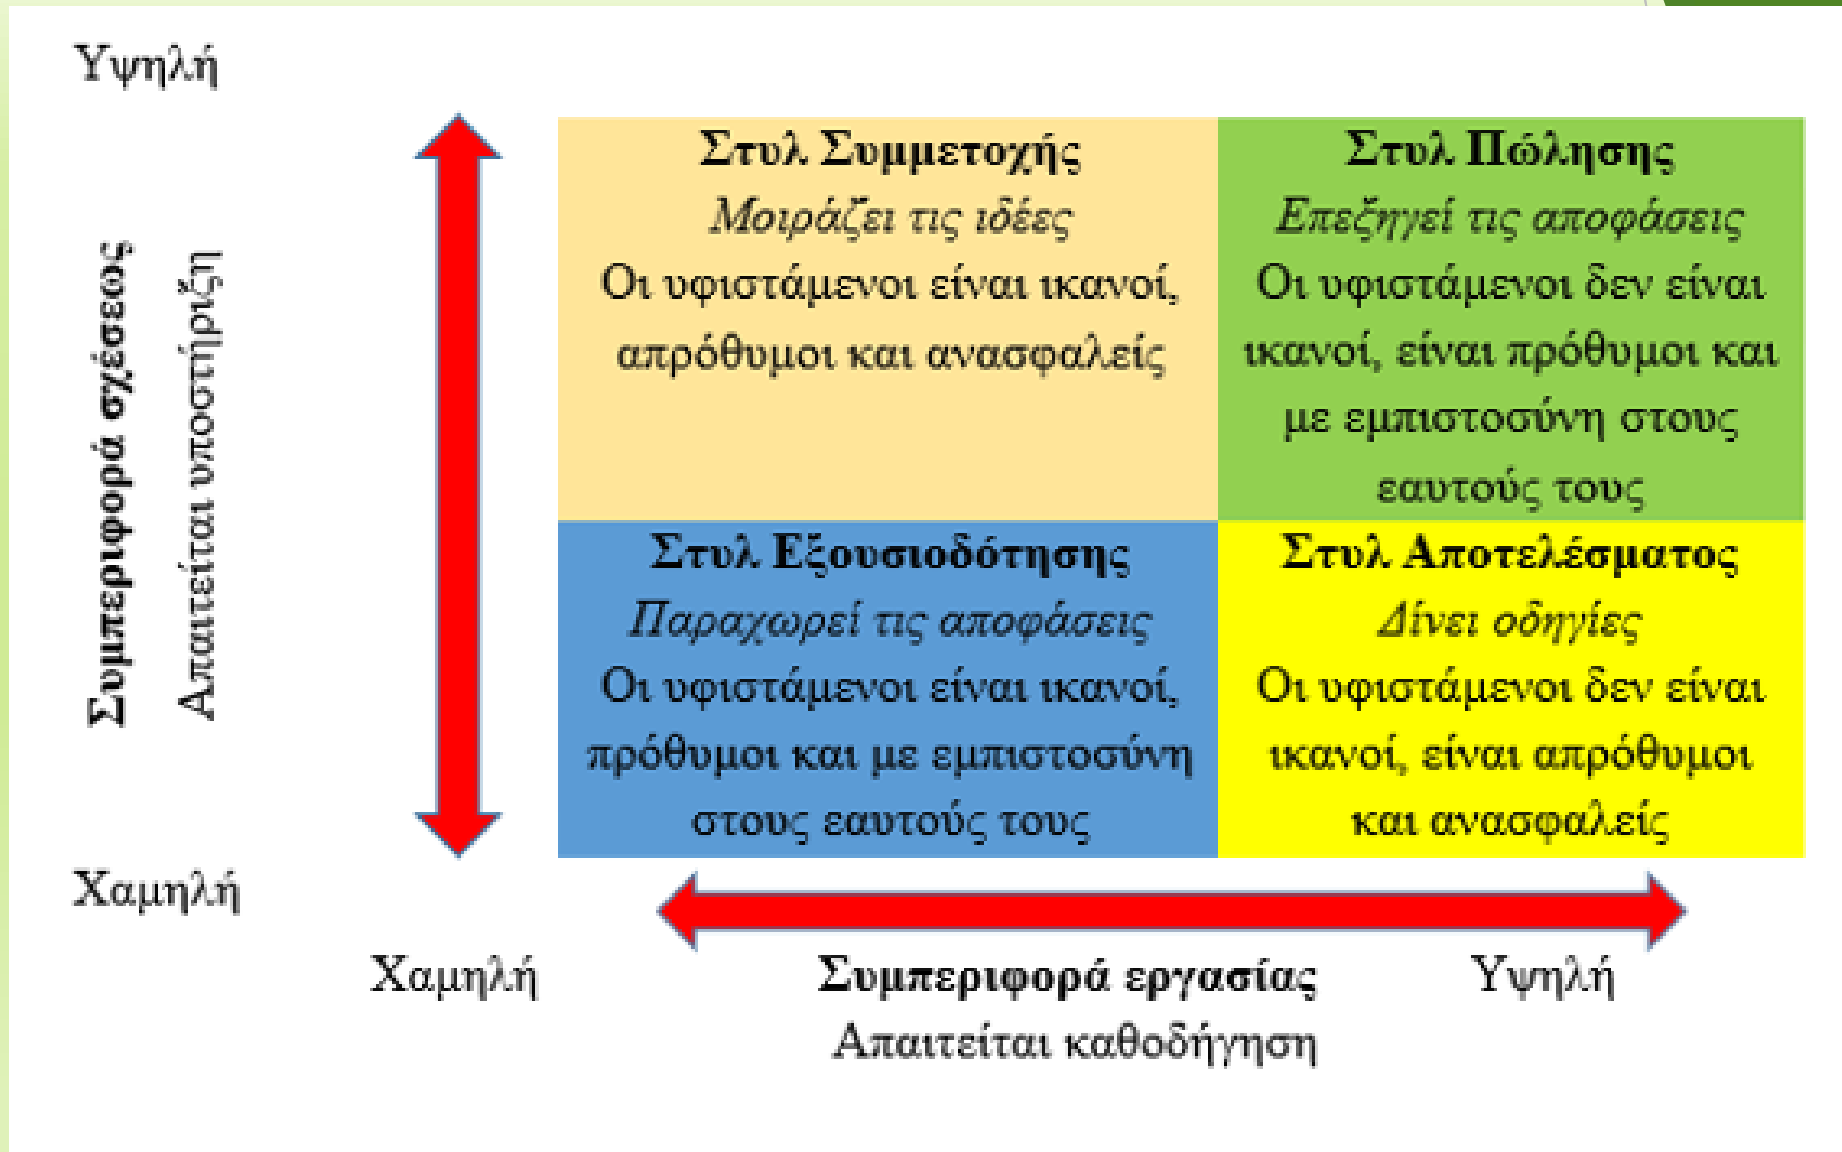 Υψηλή
Συμπεριφορά σχέσεως
Απαιτείται υποστήριξη
Στυλ Συμμετοχής
Μοιράζει τις ιδέες
Οι υφιστάμενοι είναι ικανοί,
απρόθυμοι και ανασφαλείς
Στυλ Πώλησης
Επεξηγεί τις αποφάσεις
Οι υφιστάμενοι δεν είναι
ικανοί, είναι πρόθυμοι και
με εμπιστοσύνη στους
εαυτούς τους
Στυλ Εξουσιοδότησης
Παραχωρεί τις αποφάσεις
Οι υφιστάμενοι είναι ικανοί,
πρόθυμοι και με εμπιστοσύνη
στους εαυτούς τους
Στυλ Αποτελέσματος
Δίνει οδηγίες
Οι υφιστάμενοι δεν είναι
ικανοί, είναι απρόθυμοι
και ανασφαλείς
Χαμηλή
Χαμηλή
Συμπεριφορά εργασίας
Υψηλή
Απαιτείται καθοδήγηση